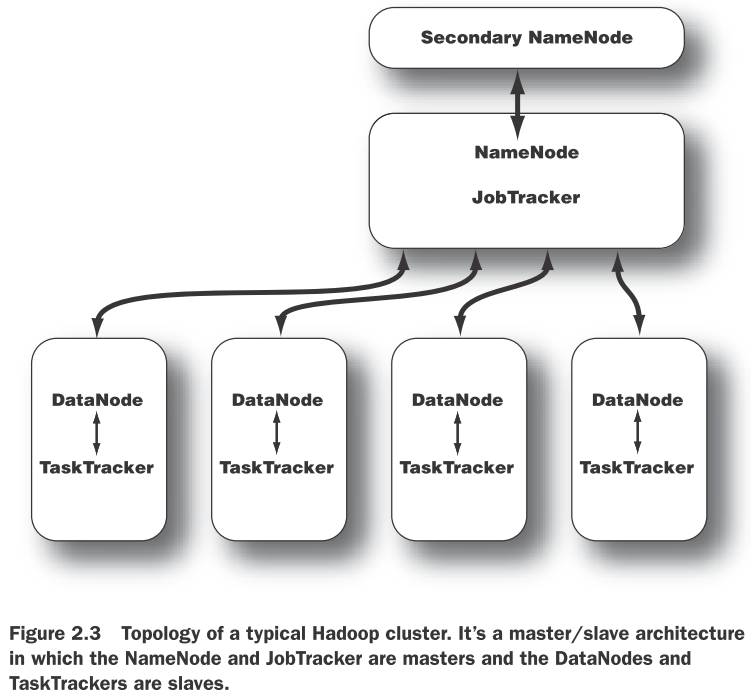 Secondary NameNode
NameNode
JobTracker
DataNode DataNode DataNode DataNode
TaskTracker TaskTracker TaskTracker TaskTracker
Figure 2.3 Topology of a typical Hadoop cluster. It’s a master/slave architecture
in which the NameNode and JobTracker are masters and the DataNodes and
TaskTrackers are slaves.